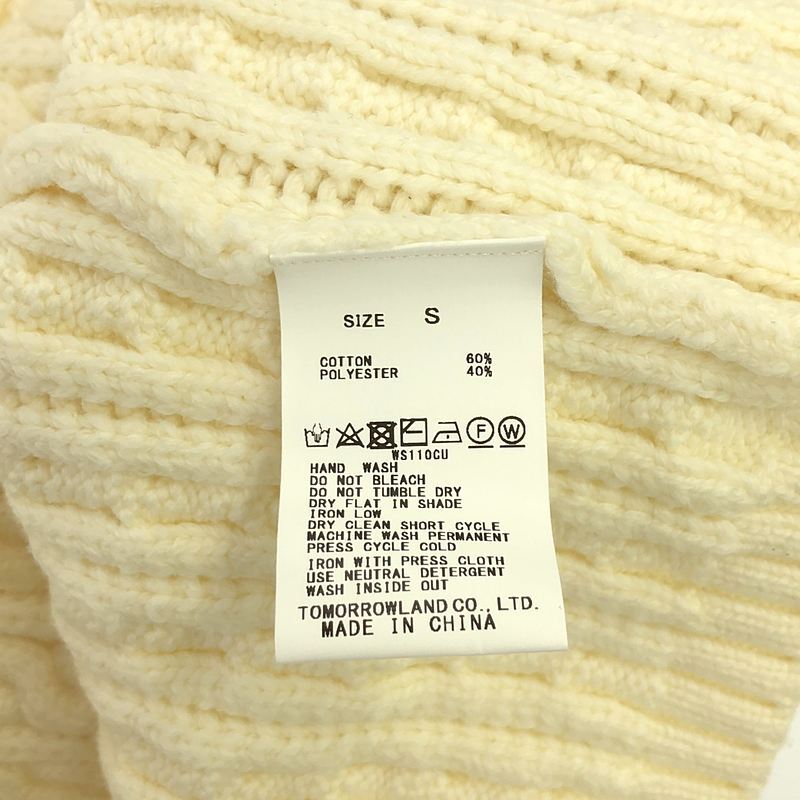 SIZE S
COTTON 60%
POLYESTER 40%
F W
WS110CU
HAND WASH
DO NOT BLEACH
DO NOT TUMBLE DRY
DRY FLAT IN SHADE
IRON LOW
DRY CLEAN SHORT CYCLE
MACHINE WASH PERMANENT
PRESS CYCLE COLD
IRON WITH PRESS CLOTH
USE NEUTRAL DETERGENT
WASH INSIDE OUT
TOMORROWLAND CO., LTD.
MADE IN CHINA